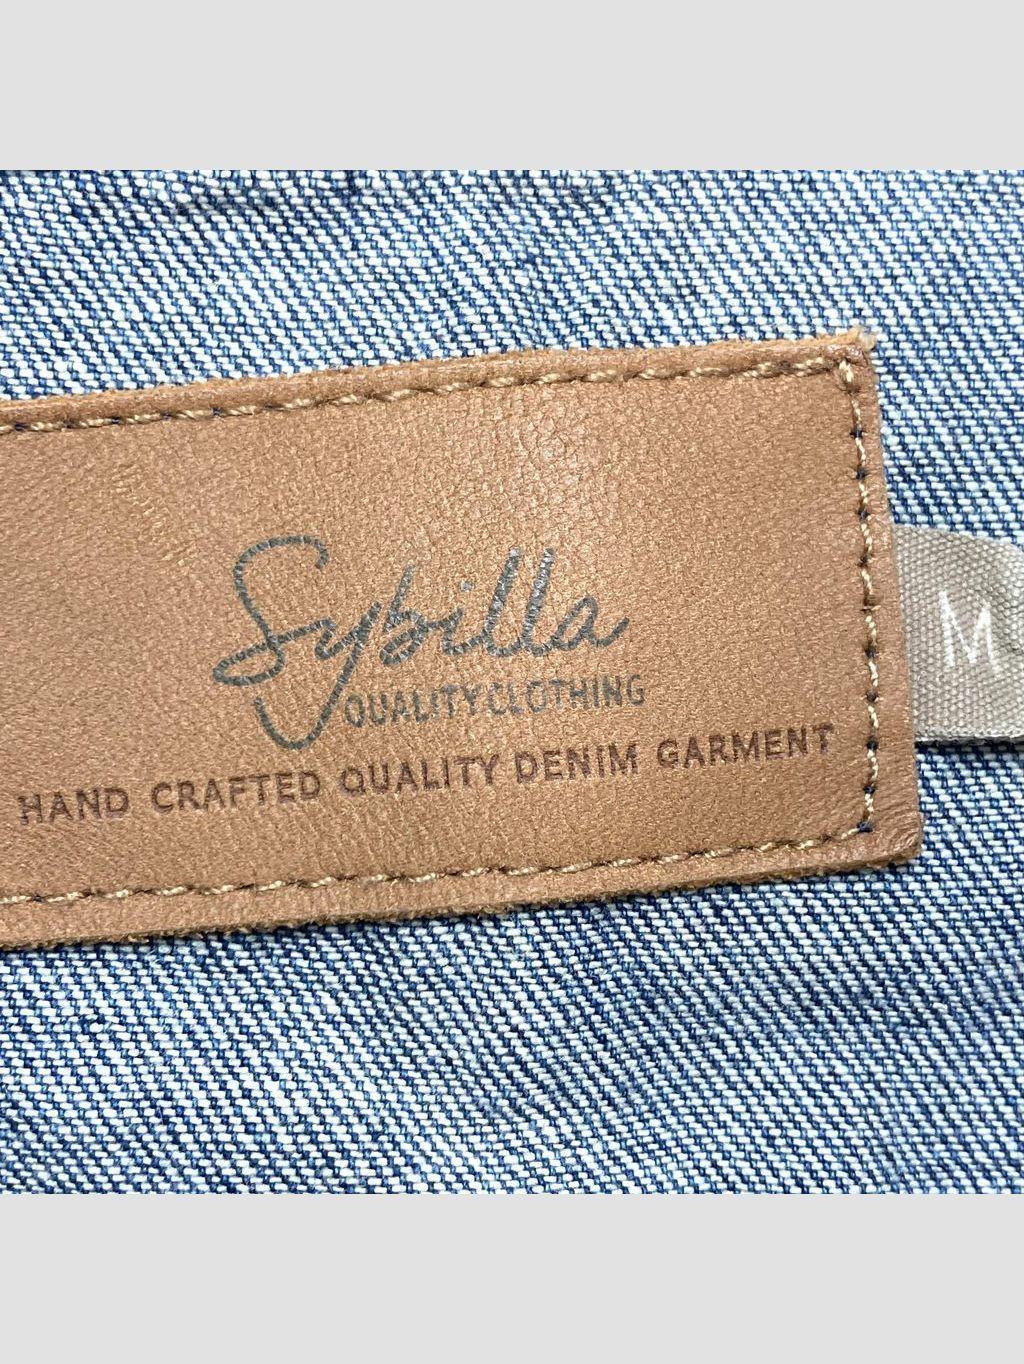 Sybilla
QUALITY CLOTHING
HAND CRAFTED QUALITY DENIM GARMENT
M